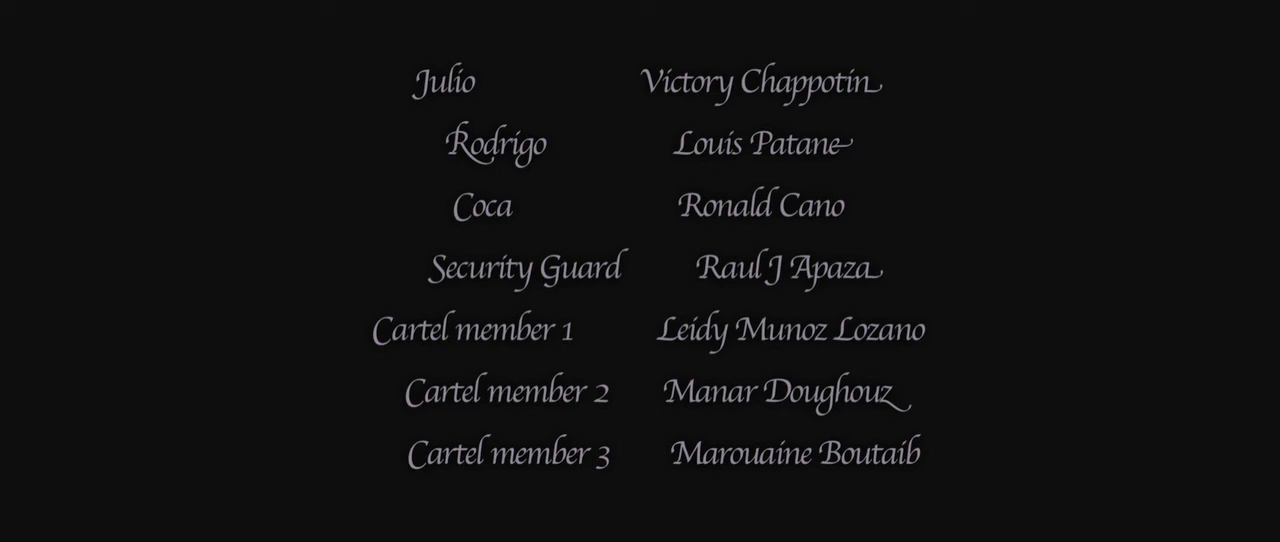 Julio Victory Chappotin
Rodrigo Louis Patane
Coca Ronald Cano
Security Guard Raul J Apaza
Cartel member 1 Leidy Munoz Lozano
Cartel member 2 Manar Doughouz
Cartel member 3 Marouaine Boutaib